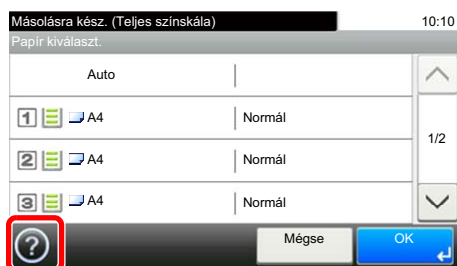 Másolásra kész. (Teljes színskála) 10:10
Papír kiválaszt.
Auto
1 A4 Normál
1/2
2 A4 Normál
3 A4 Normál
? Mégse OK